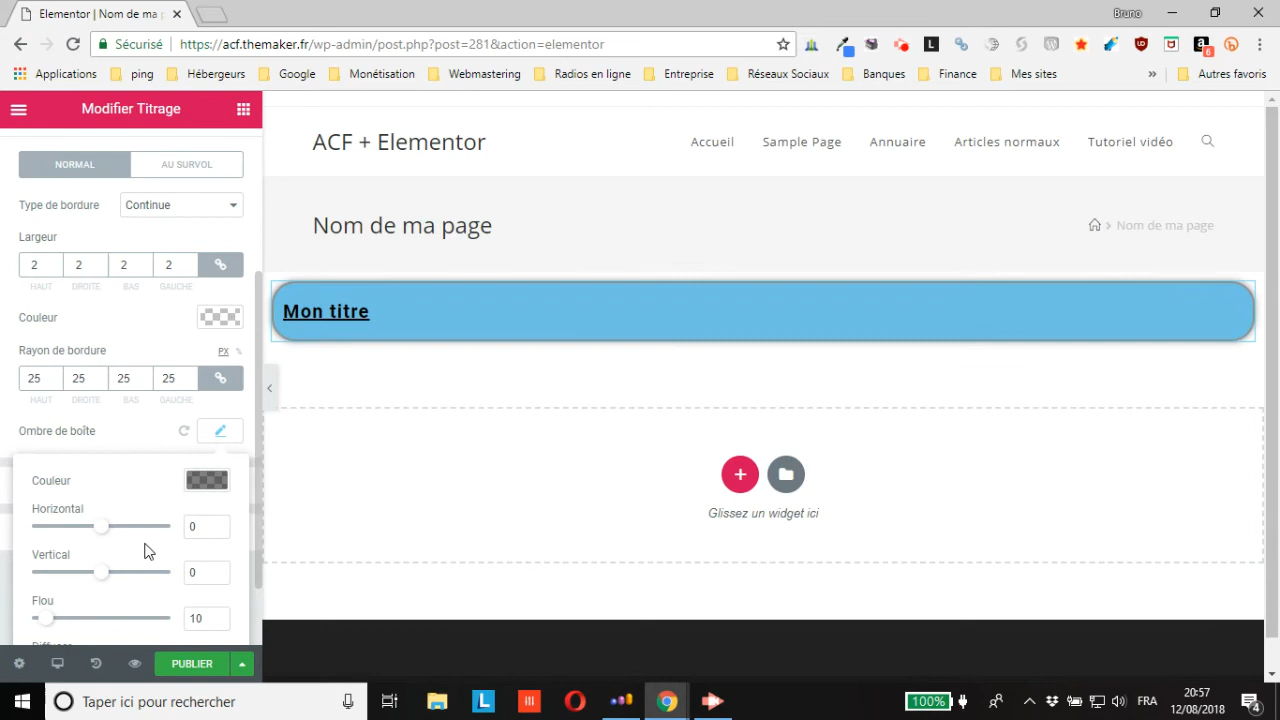 Elementor | Nom de ma p
Bruno
Sécurisé
https://acf.themaker.fr/wp-admin/post.php?post=281&action=elementor
6
Applications
ping
Hébergeurs
Google
Monétisation
Webmastering
Radios en ligne
Entreprise
Réseaux Sociaux
Banques
Finance
Mes sites
»
Autres favoris
Modifier Titrage
NORMAL
AU SURVOL
Type de bordure
Continue
Largeur
2 2 2 2
HAUT DROITE BAS GAUCHE
Couleur
Rayon de bordure
PX %
25 25 25 25
HAUT DROITE BAS GAUCHE
Ombre de boîte
Couleur
Horizontal
0
Vertical
0
Flou
10
PUBLIER
ACF + Elementor
Accueil
Sample Page
Annuaire
Articles normaux
Tutoriel vidéo
Nom de ma page
Nom de ma page
Mon titre
Glissez un widget ici
Taper ici pour rechercher
100%
FRA
20:57
12/08/2018
4